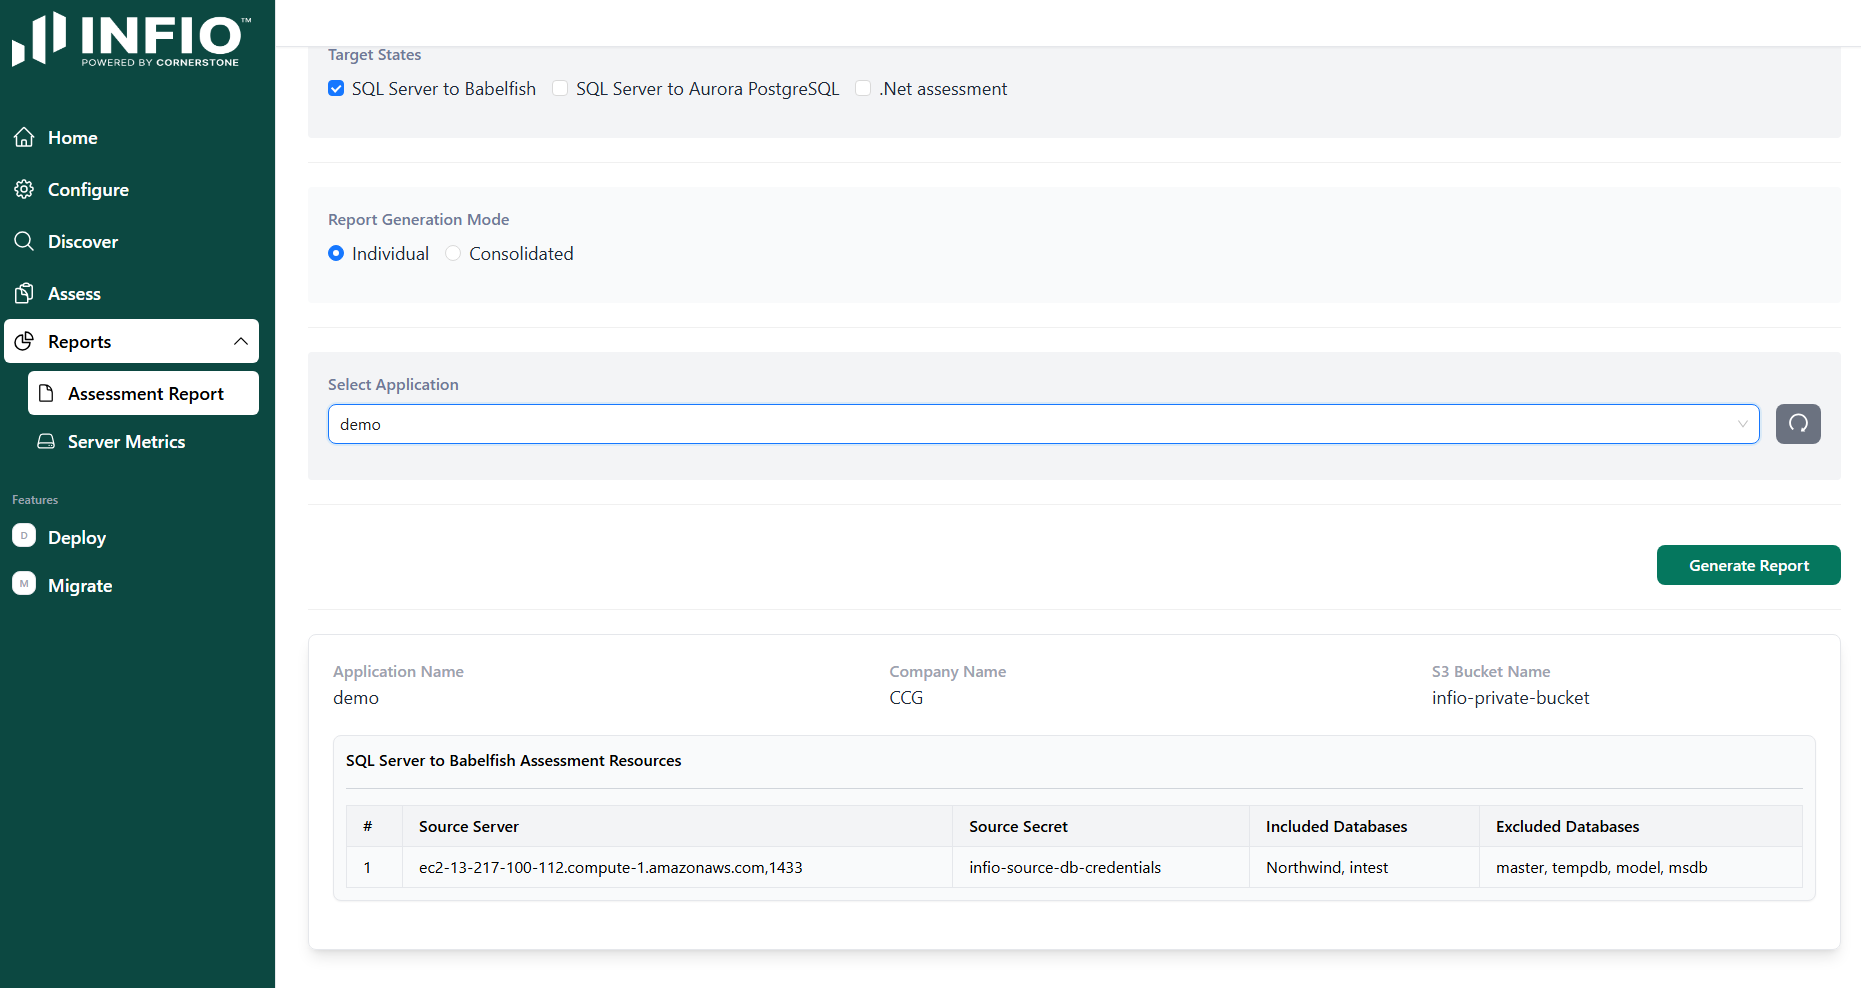 INFIO™
POWERED BY CORNERSTONE
Home
Configure
Discover
Assess
Reports
Assessment Report
Server Metrics
Features
D Deploy
M Migrate
Target States
SQL Server to Babelfish SQL Server to Aurora PostgreSQL .Net assessment
Report Generation Mode
Individual Consolidated
Select Application
demo
Generate Report
Application Name Company Name S3 Bucket Name
demo CCG infio-private-bucket
SQL Server to Babelfish Assessment Resources
# Source Server Source Secret Included Databases Excluded Databases
1 ec2-13-217-100-112.compute-1.amazonaws.com,1433 infio-source-db-credentials Northwind, intest master, tempdb, model, msdb